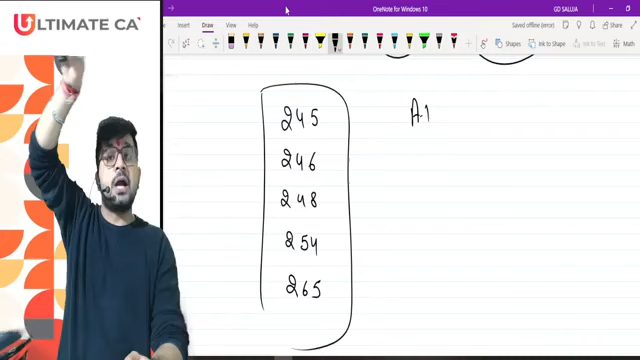 ULTIMATE CA
OneNote for Windows 10
GD SALUJA
Insert
Draw
View
Help
Saved offline (error)
Share
Shapes
Ink to Shape
Ink to Text
Math
245
246
248
254
265
A1